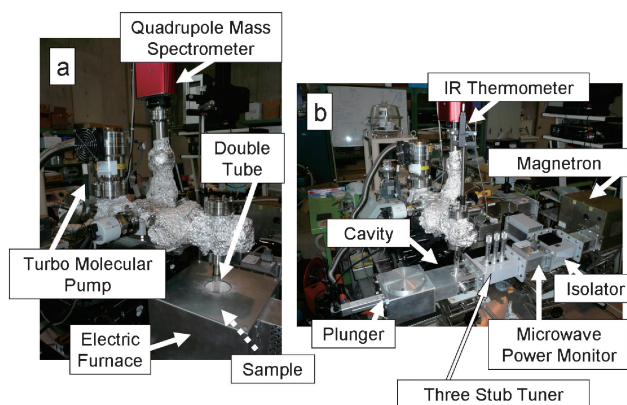 Quadrupole Mass
Spectrometer
a
Double
Tube
Turbo Molecular
Pump
Electric
Furnace
Sample
b
IR Thermometer
Magnetron
Cavity
Isolator
Plunger
Microwave
Power Monitor
Three Stub Tuner